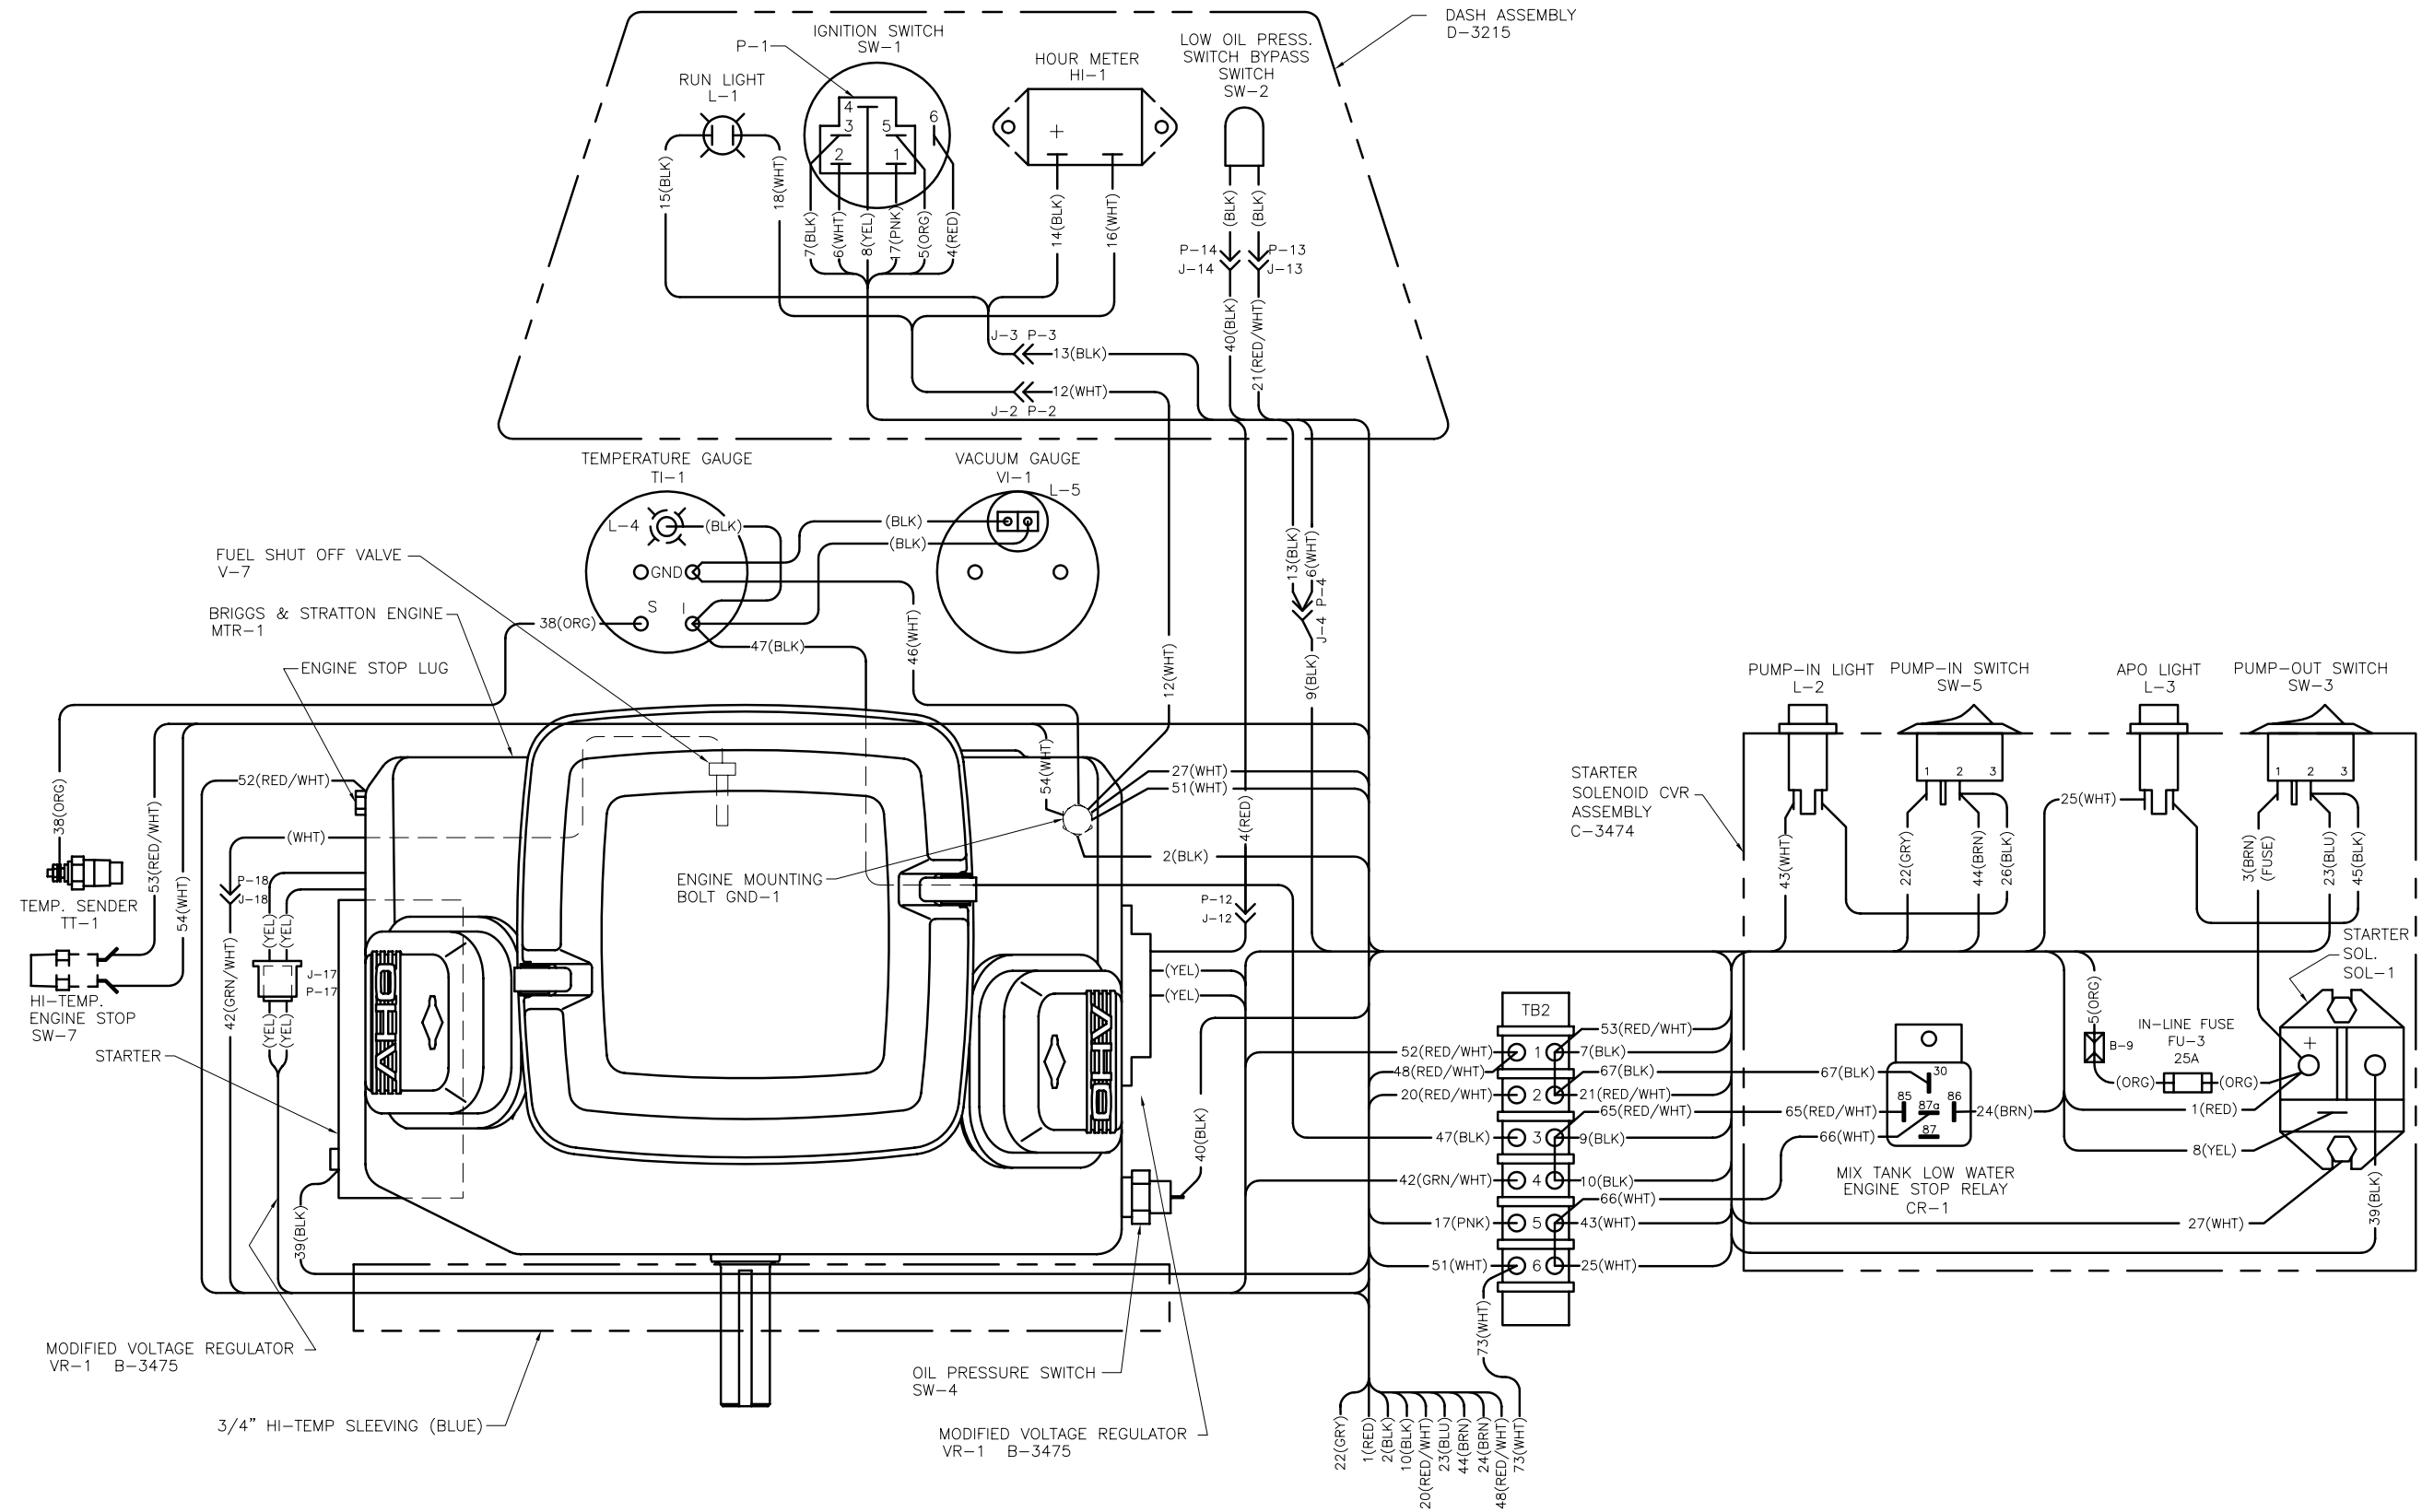 DASH ASSEMBLY
D-3215
IGNITION SWITCH
SW-1
P-1
RUN LIGHT
L-1
HOUR METER
HI-1
LOW OIL PRESS.
SWITCH BYPASS
SWITCH
SW-2
4
3
5
6
2
1
+
15(BLK)
18(WHT)
7(BLK)
6(WHT)
8(YEL)
17(PNK)
5(ORG)
4(RED)
14(BLK)
16(WHT)
(BLK)
(BLK)
P-14
J-14
P-13
J-13
40(BLK)
21(RED/WHT)
J-3 P-3
13(BLK)
12(WHT)
J-2 P-2
TEMPERATURE GAUGE
TI-1
VACUUM GAUGE
VI-1
L-5
L-4
(BLK)
(BLK)
(BLK)
GND
S
I
38(ORG)
47(BLK)
46(WHT)
12(WHT)
13(BLK)
6(WHT)
J-4 P-4
9(BLK)
FUEL SHUT OFF VALVE
V-7
BRIGGS & STRATTON ENGINE
MTR-1
ENGINE STOP LUG
52(RED/WHT)
(WHT)
38(ORG)
53(RED/WHT)
54(WHT)
P-18
J-18
42(GRN/WHT)
(YEL)
(YEL)
J-17
P-17
(YEL)
(YEL)
TEMP. SENDER
TT-1
HI-TEMP.
ENGINE STOP
SW-7
STARTER
39(BLK)
OHV
OHV
54(WHT)
27(WHT)
51(WHT)
4(RED)
2(BLK)
ENGINE MOUNTING
BOLT GND-1
P-12
J-12
(YEL)
(YEL)
40(BLK)
MODIFIED VOLTAGE REGULATOR
VR-1 B-3475
3/4" HI-TEMP SLEEVING (BLUE)
OIL PRESSURE SWITCH
SW-4
MODIFIED VOLTAGE REGULATOR
VR-1 B-3475
PUMP-IN LIGHT
L-2
PUMP-IN SWITCH
SW-5
APO LIGHT
L-3
PUMP-OUT SWITCH
SW-3
1 2 3
1 2 3
STARTER
SOLENOID CVR
ASSEMBLY
C-3474
43(WHT)
22(GRY)
44(BRN)
26(BLK)
25(WHT)
3(BRN)
(FUSE)
23(BLU)
45(BLK)
STARTER
SOL.
SOL-1
5(ORG)
B-9
IN-LINE FUSE
FU-3
25A
(ORG)
(ORG)
+
1(RED)
8(YEL)
27(WHT)
39(BLK)
TB2
53(RED/WHT)
52(RED/WHT)
1
7(BLK)
48(RED/WHT)
67(BLK)
67(BLK)
20(RED/WHT)
2
21(RED/WHT)
65(RED/WHT)
65(RED/WHT)
47(BLK)
3
9(BLK)
66(WHT)
42(GRN/WHT)
4
10(BLK)
66(WHT)
17(PNK)
5
43(WHT)
51(WHT)
6
25(WHT)
30
85
87a
86
87
24(BRN)
MIX TANK LOW WATER
ENGINE STOP RELAY
CR-1
73(WHT)
22(GRY)
1(RED)
2(BLK)
10(BLK)
20(RED/WHT)
23(BLU)
44(BRN)
24(BRN)
48(RED/WHT)
73(WHT)